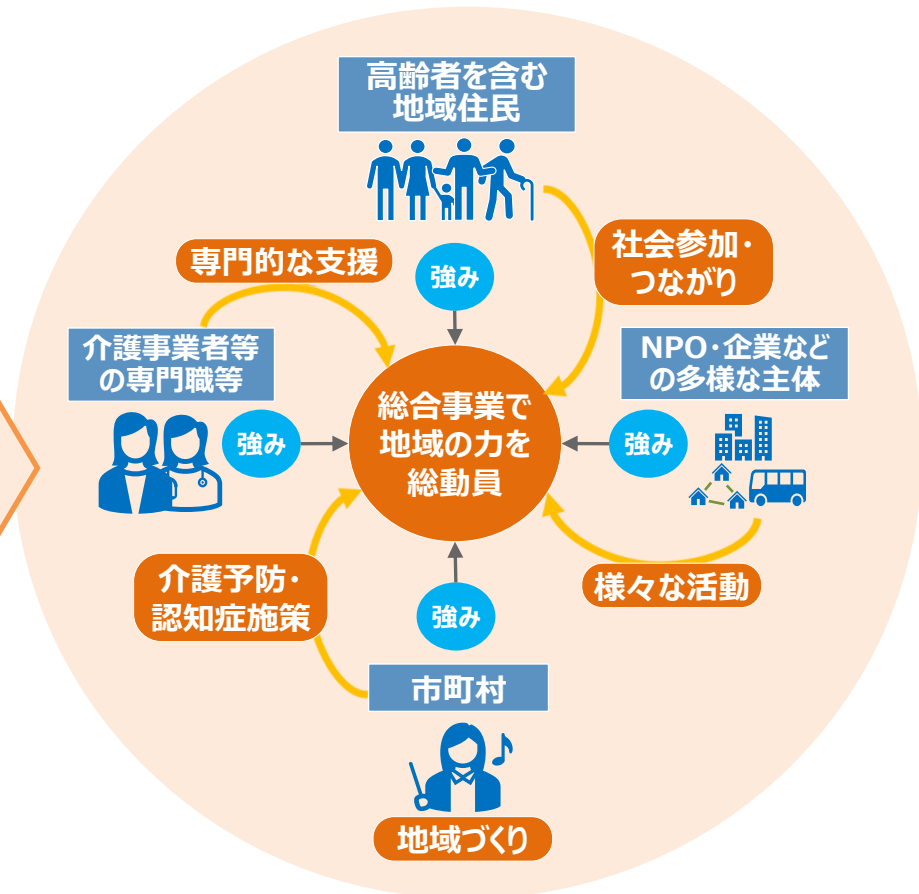 高齢者を含む
地域住民
専門的な支援
強み
社会参加・
つながり
介護事業者等
の専門職等
NPO・企業など
の多様な主体
強み
総合事業で
地域の力を
総動員
強み
介護予防・
認知症施策
強み
様々な活動
市町村
地域づくり